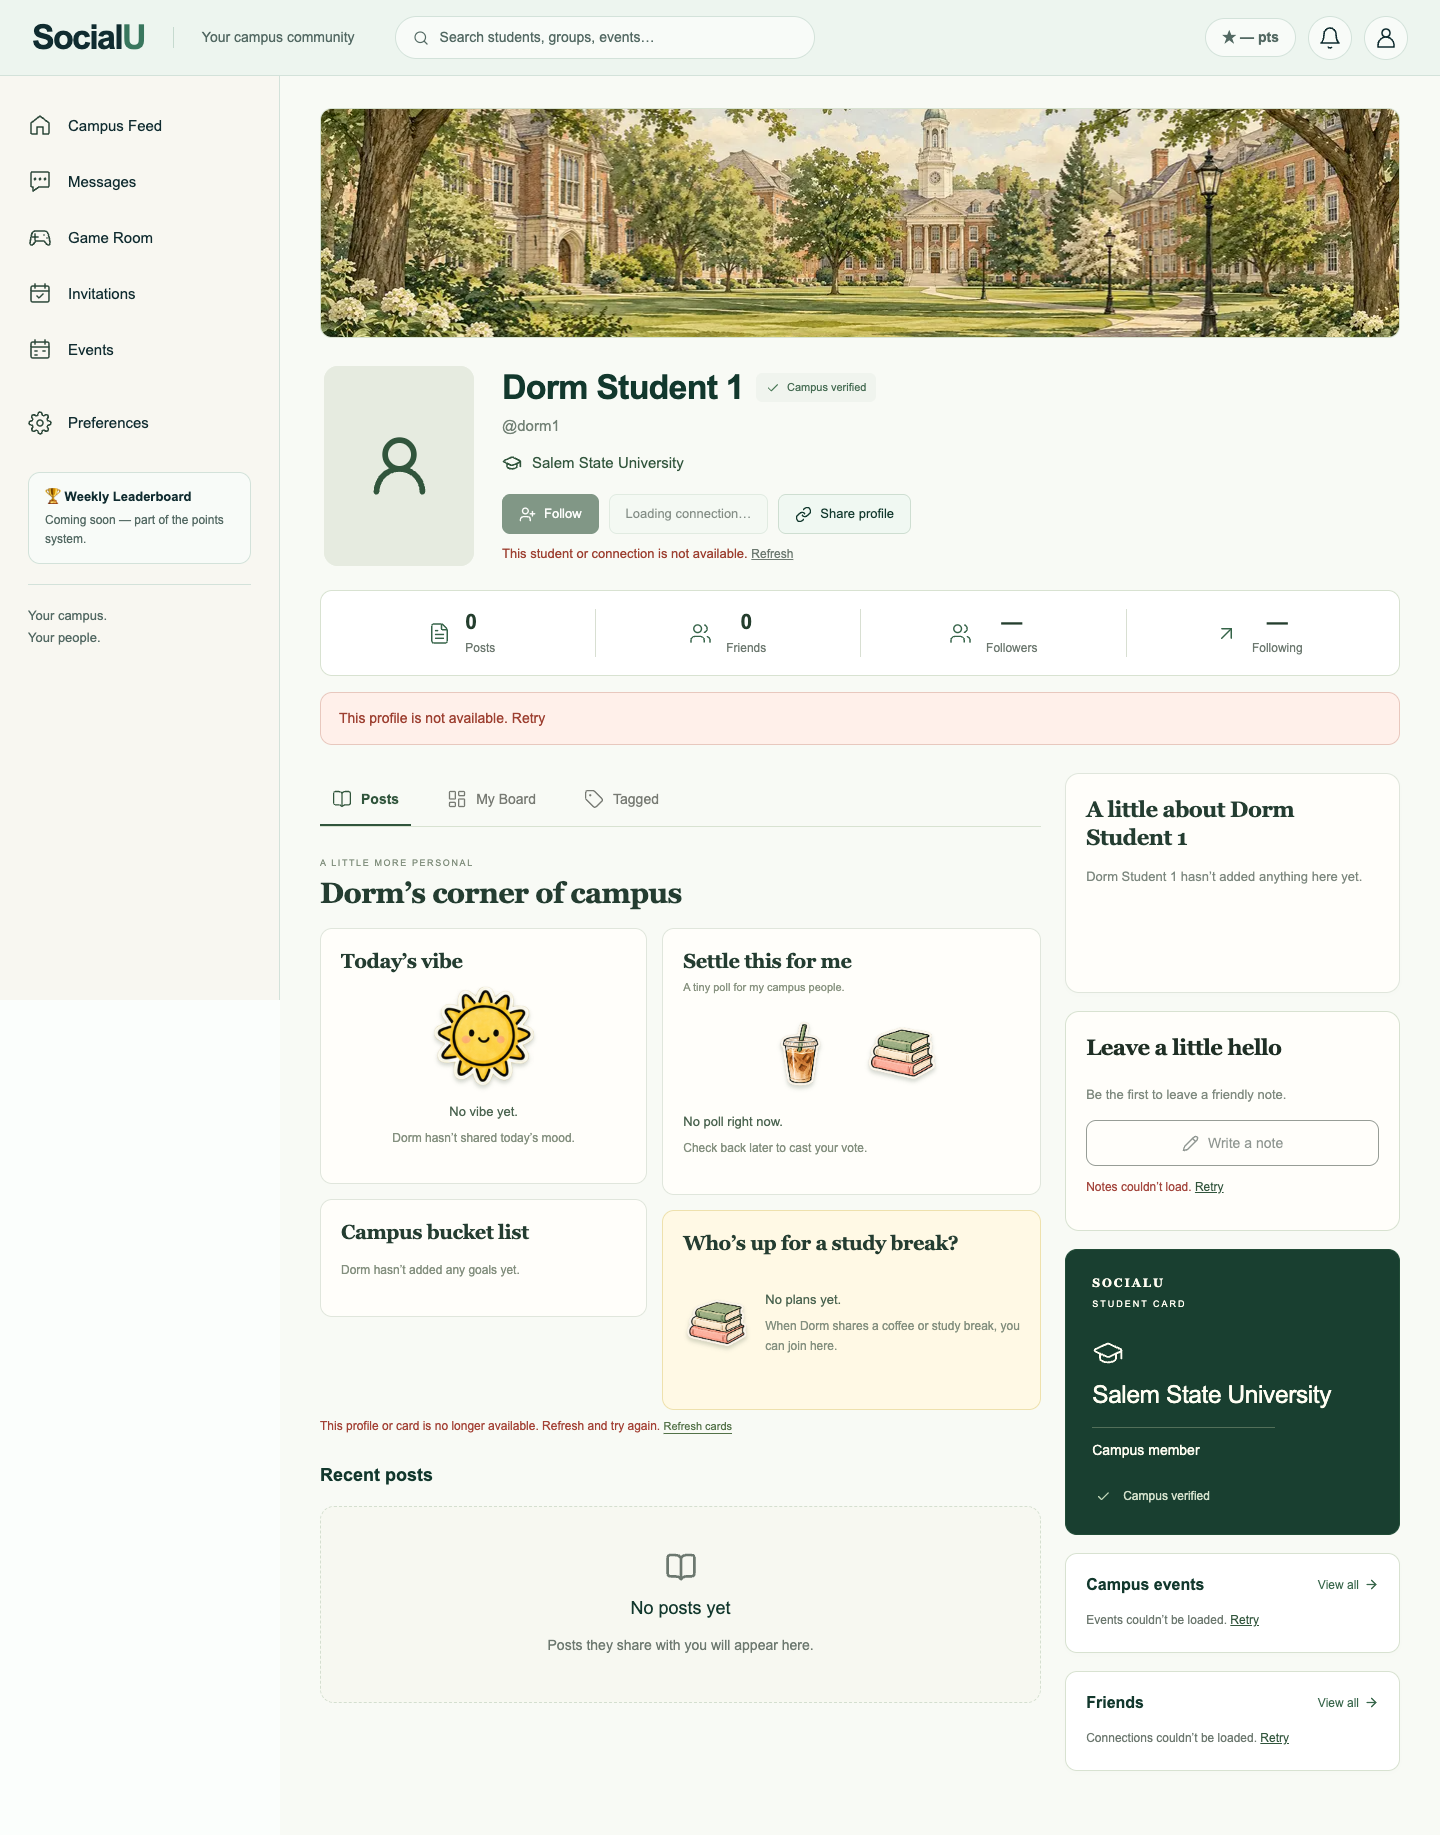 SocialU
Your campus community
Search students, groups, events…
★ — pts
Campus Feed
Messages
Game Room
Invitations
Events
Preferences
🏆 Weekly Leaderboard
Coming soon — part of the points
system.
Your campus.
Your people.
Dorm Student 1
Campus verified
@dorm1
Salem State University
Follow
Loading connection…
Share profile
This student or connection is not available. Refresh
0
Posts
0
Friends
—
Followers
—
Following
This profile is not available. Retry
Posts
My Board
Tagged
A LITTLE MORE PERSONAL
Dorm’s corner of campus
Today’s vibe
No vibe yet.
Dorm hasn’t shared today’s mood.
Settle this for me
A tiny poll for my campus people.
No poll right now.
Check back later to cast your vote.
Campus bucket list
Dorm hasn’t added any goals yet.
Who’s up for a study break?
No plans yet.
When Dorm shares a coffee or study break, you
can join here.
This profile or card is no longer available. Refresh and try again. Refresh cards
Recent posts
No posts yet
Posts they share with you will appear here.
A little about Dorm
Student 1
Dorm Student 1 hasn’t added anything here yet.
Leave a little hello
Be the first to leave a friendly note.
Write a note
Notes couldn’t load. Retry
SOCIALU
STUDENT CARD
Salem State University
Campus member
Campus verified
Campus events
View all
Events couldn’t be loaded. Retry
Friends
View all
Connections couldn’t be loaded. Retry